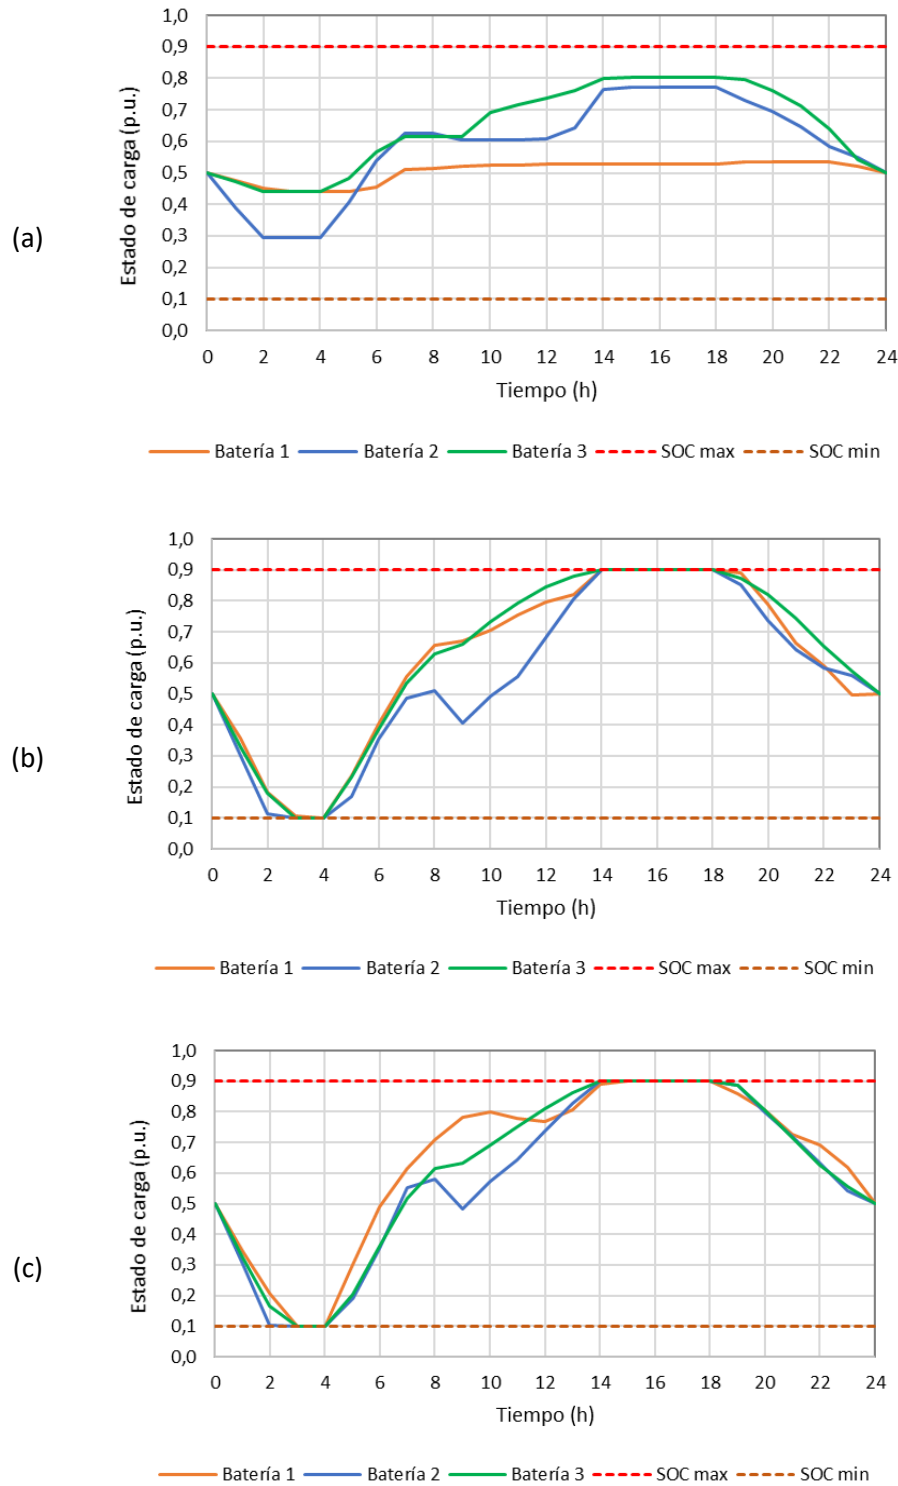 (a)
Estado de carga (p.u.)
1,0
0,9
0,8
0,7
0,6
0,5
0,4
0,3
0,2
0,1
0,0
0 2 4 6 8 10 12 14 16 18 20 22 24
Tiempo (h)
Batería 1 Batería 2 Batería 3 SOC max SOC min
(b)
Estado de carga (p.u.)
1,0
0,9
0,8
0,7
0,6
0,5
0,4
0,3
0,2
0,1
0,0
0 2 4 6 8 10 12 14 16 18 20 22 24
Tiempo (h)
Batería 1 Batería 2 Batería 3 SOC max SOC min
(c)
Estado de carga (p.u.)
1,0
0,9
0,8
0,7
0,6
0,5
0,4
0,3
0,2
0,1
0,0
0 2 4 6 8 10 12 14 16 18 20 22 24
Tiempo (h)
Batería 1 Batería 2 Batería 3 SOC max SOC min